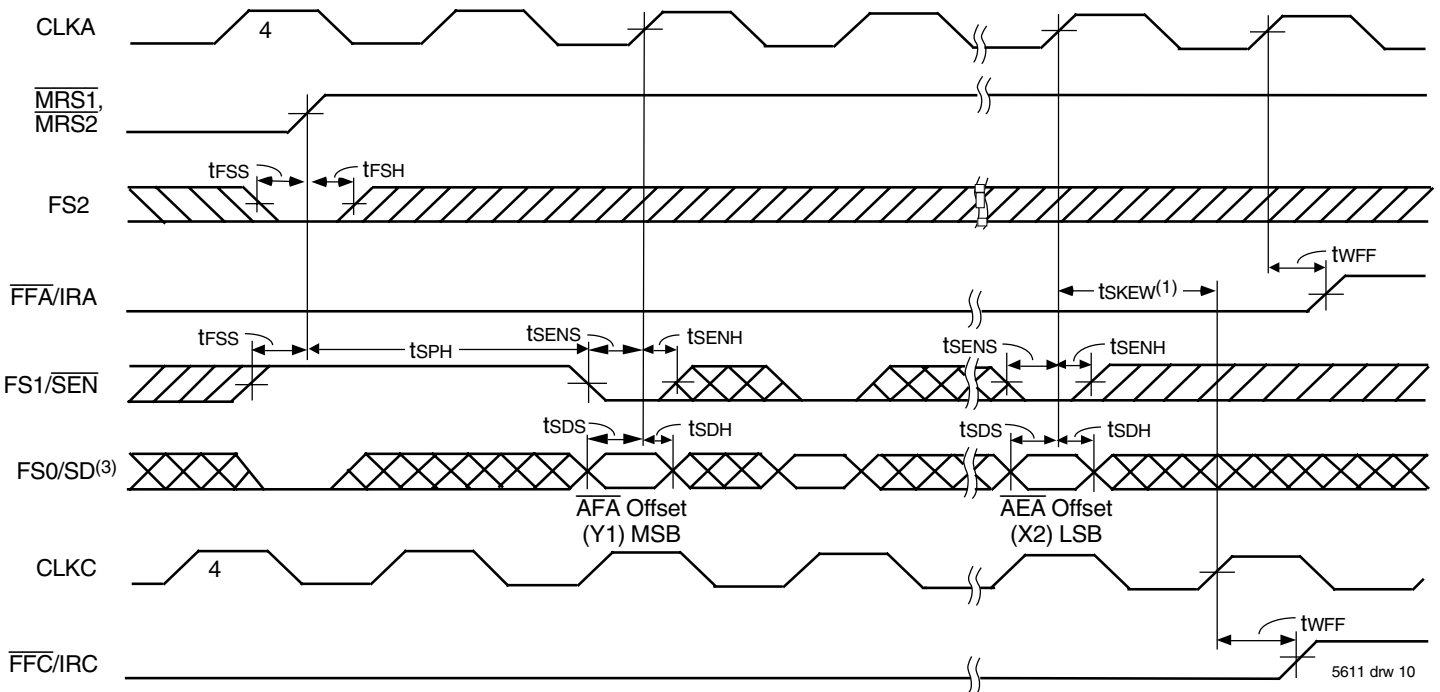 CLKA
4
MRS1,
MRS2
tFSS
tFSH
FS2
tWFF
FFA/IRA
tSKEW(1)
tFSS
tSPH
tSENS
tSENH
tSENS
tSENH
FS1/SEN
tSDS
tSDH
tSDS
tSDH
FS0/SD(3)
AFA Offset
(Y1) MSB
AEA Offset
(X2) LSB
CLKC
4
tWFF
FFC/IRC
5611 drw 10